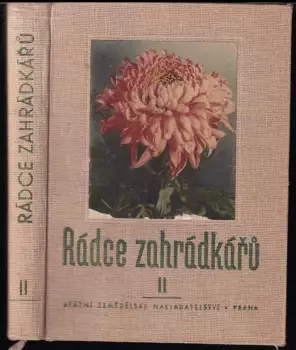 RÁDCE ZAHRÁDKÁŘŮ
II
Rádce zahrádkářů
II
STÁTNÍ ZEMĚDĚLSKÉ NAKLADATELSTVÍ • PRAHA